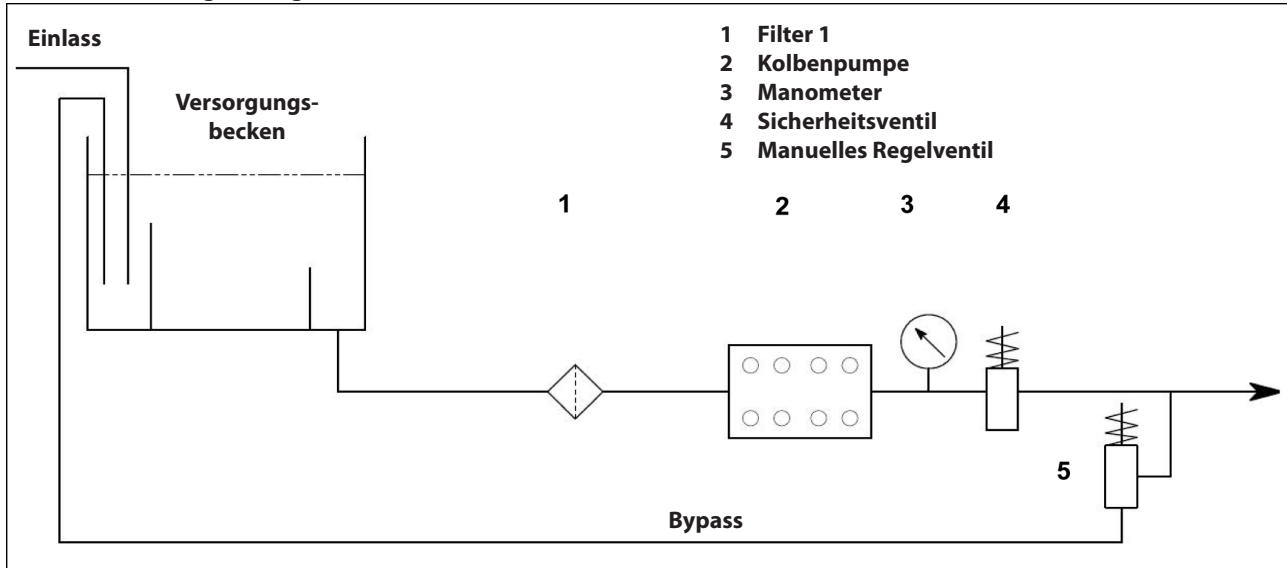 Einlass
Versorgungs-
becken
1 Filter 1
2 Kolbenpumpe
3 Manometer
4 Sicherheitsventil
5 Manuelles Regelventil
1
2
3
4
5
Bypass